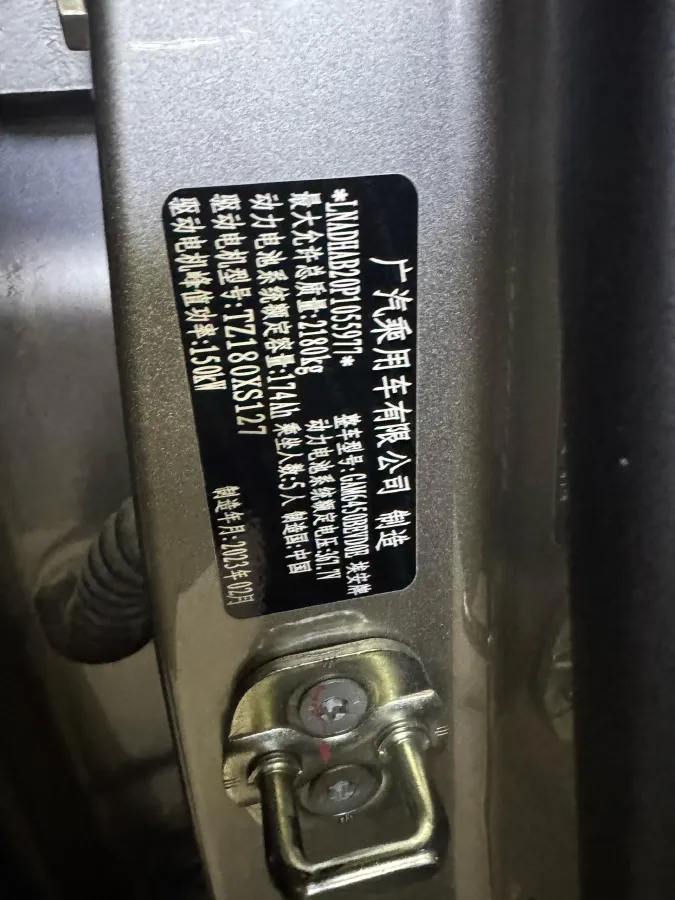 广汽乘用车有限公司 制造
*LNADHAB20P1055977* 整车型号:GAM6450BEVD0B 埃安牌
最大允许总质量:2180kg 动力电池系统额定电压:367.7V
动力电池系统额定容量:174Ah 乘坐人数:5人 制造国:中国
驱动电机型号:TZ180XS127
驱动电机峰值功率:150kW 制造年月:2023年02月